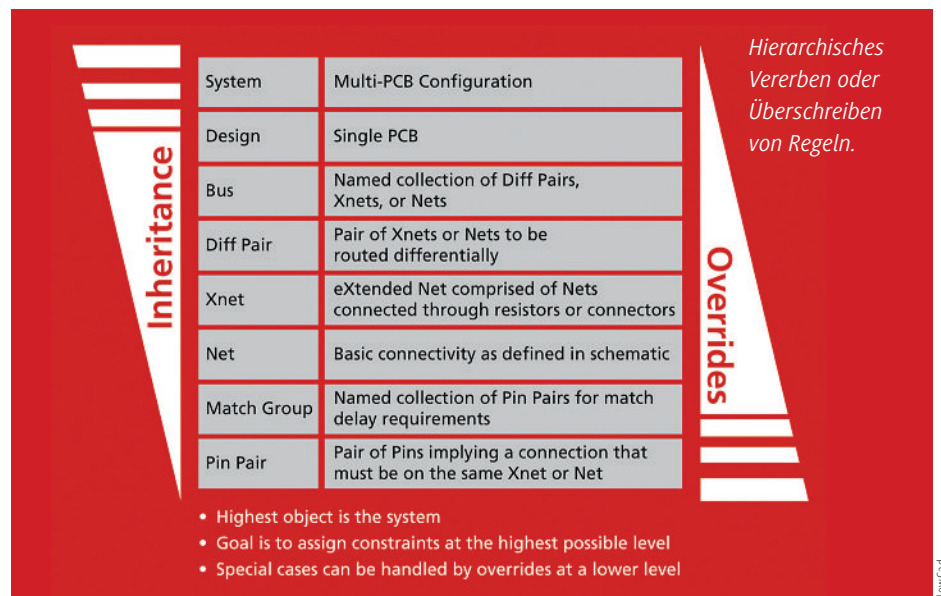 Hierarchisches
Vererben oder
Überschreiben
von Regeln.
Inheritance
System
Multi-PCB Configuration
Design
Single PCB
Bus
Named collection of Diff Pairs,
Xnets, or Nets
Diff Pair
Pair of Xnets or Nets to be
routed differentially
Xnet
eXtended Net comprised of Nets
connected through resistors or connectors
Net
Basic connectivity as defined in schematic
Match Group
Named collection of Pin Pairs for match
delay requirements
Pin Pair
Pair of Pins implying a connection that
must be on the same Xnet or Net
Overrides
• Highest object is the system
• Goal is to assign constraints at the highest possible level
• Special cases can be handled by overrides at a lower level